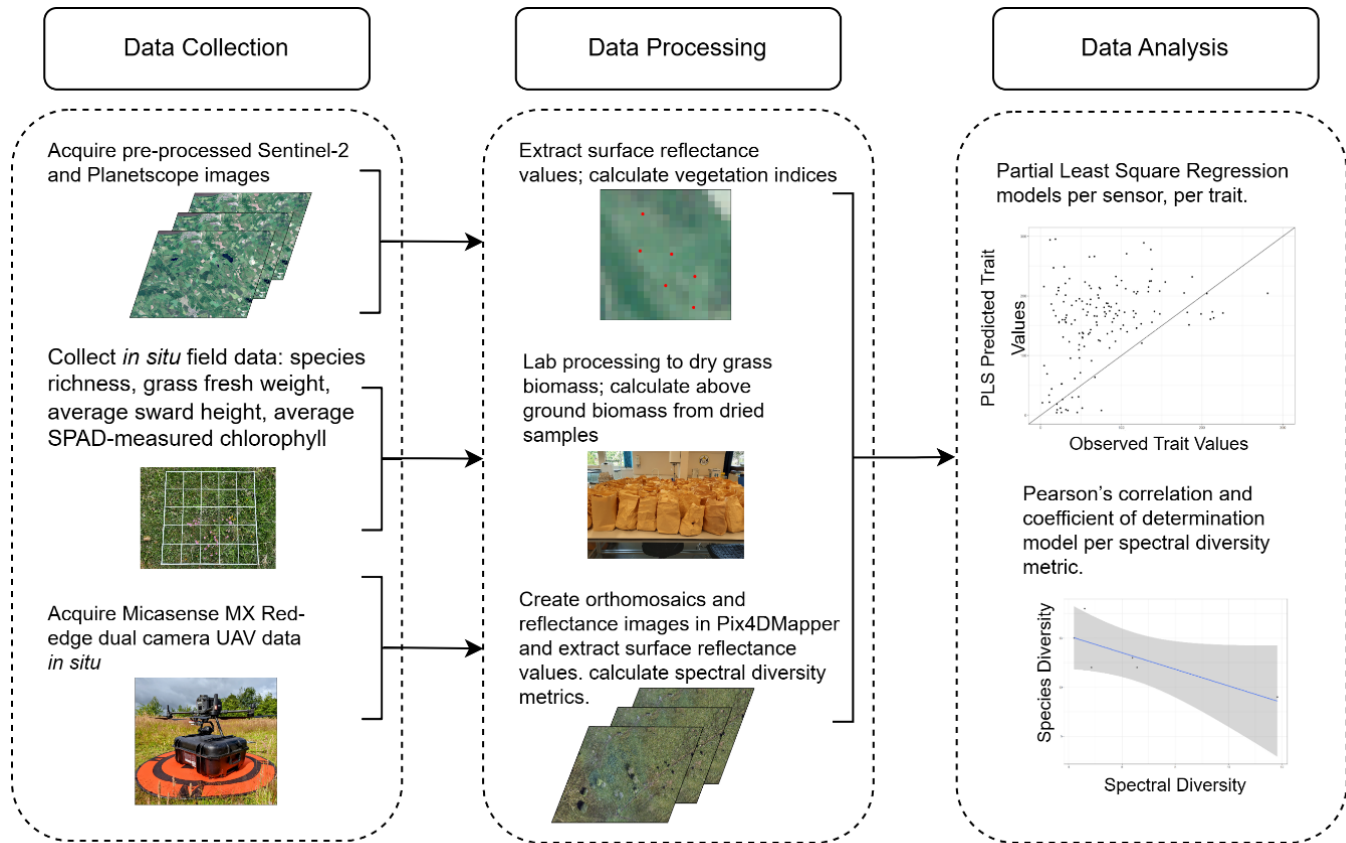 Data Collection
Data Processing
Data Analysis
Acquire pre-processed Sentinel-2
and Planetscope images
Collect in situ field data: species
richness, grass fresh weight,
average sward height, average
SPAD-measured chlorophyll
Acquire Micasense MX Red-
edge dual camera UAV data
in situ
Extract surface reflectance
values; calculate vegetation indices
Lab processing to dry grass
biomass; calculate above
ground biomass from dried
samples
Create orthomosaics and
reflectance images in Pix4DMapper
and extract surface reflectance
values. calculate spectral diversity
metrics.
Partial Least Square Regression
models per sensor, per trait.
PLS Predicted Trait
Values
Observed Trait Values
Pearson's correlation and
coefficient of determination
model per spectral diversity
metric.
Species Diversity
Spectral Diversity